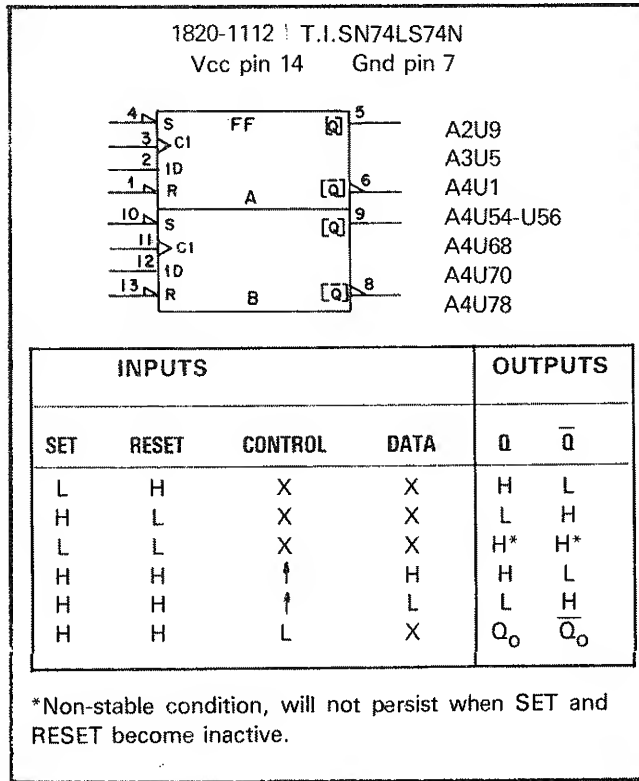 1820-1112 T.I.SN74LS74N
Vcc pin 14 Gnd pin 7
4 S FF [Q] 5
3 C1
2 1D
1 R A [Q̅] 6
10 S [Q] 9
11 C1
12 1D
13 R B [Q̅] 8
A2U9
A3U5
A4U1
A4U54-U56
A4U68
A4U70
A4U78
INPUTS OUTPUTS
SET RESET CONTROL DATA Q Q̅
L H X X H L
H L X X L H
L L X X H* H*
H H ↑ H H L
H H ↑ L L H
H H L X Qo Q̅o
*Non-stable condition, will not persist when SET and
RESET become inactive.